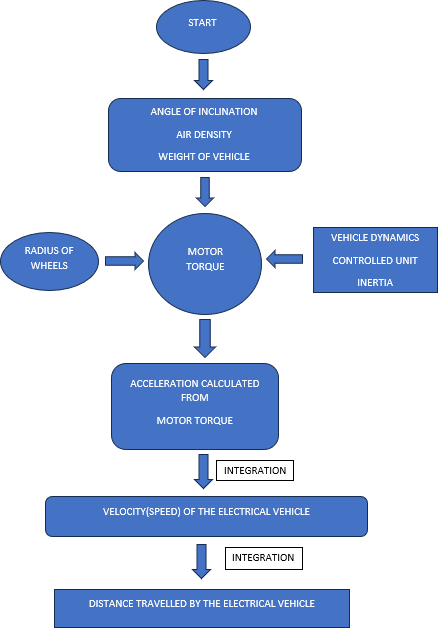 START
ANGLE OF INCLINATION
AIR DENSITY
WEIGHT OF VEHICLE
RADIUS OF
WHEELS
MOTOR
TORQUE
VEHICLE DYNAMICS
CONTROLLED UNIT
INERTIA
ACCELERATION CALCULATED
FROM
MOTOR TORQUE
INTEGRATION
VELOCITY(SPEED) OF THE ELECTRICAL VEHICLE
INTEGRATION
DISTANCE TRAVELLED BY THE ELECTRICAL VEHICLE